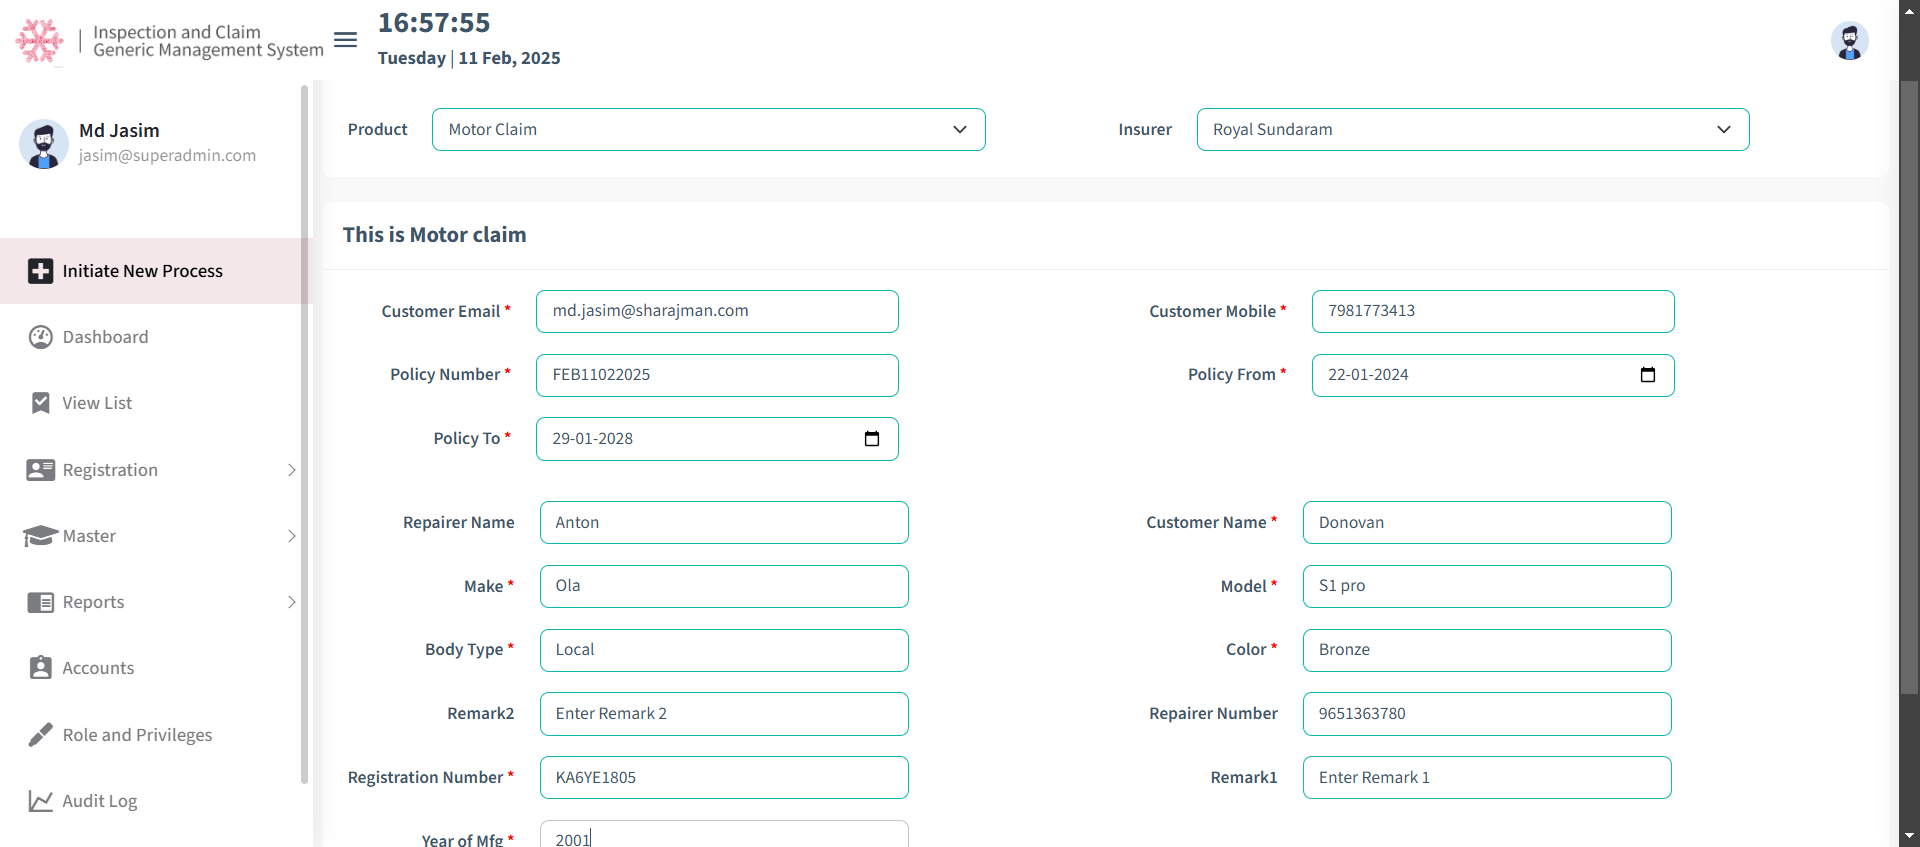 Inspection and Claim
Generic Management System
16:57:55
Tuesday | 11 Feb, 2025
Md Jasim
jasim@superadmin.com
Initiate New Process
Dashboard
View List
Registration
Master
Reports
Accounts
Role and Privileges
Audit Log
Product Motor Claim Insurer Royal Sundaram
This is Motor claim
Customer Email * md.jasim@sharajman.com Customer Mobile * 7981773413
Policy Number * FEB11022025 Policy From * 22-01-2024
Policy To * 29-01-2028
Repairer Name Anton Customer Name * Donovan
Make * Ola Model * S1 pro
Body Type * Local Color * Bronze
Remark2 Enter Remark 2 Repairer Number 9651363780
Registration Number * KA6YE1805 Remark1 Enter Remark 1
Year of Mfg * 2001